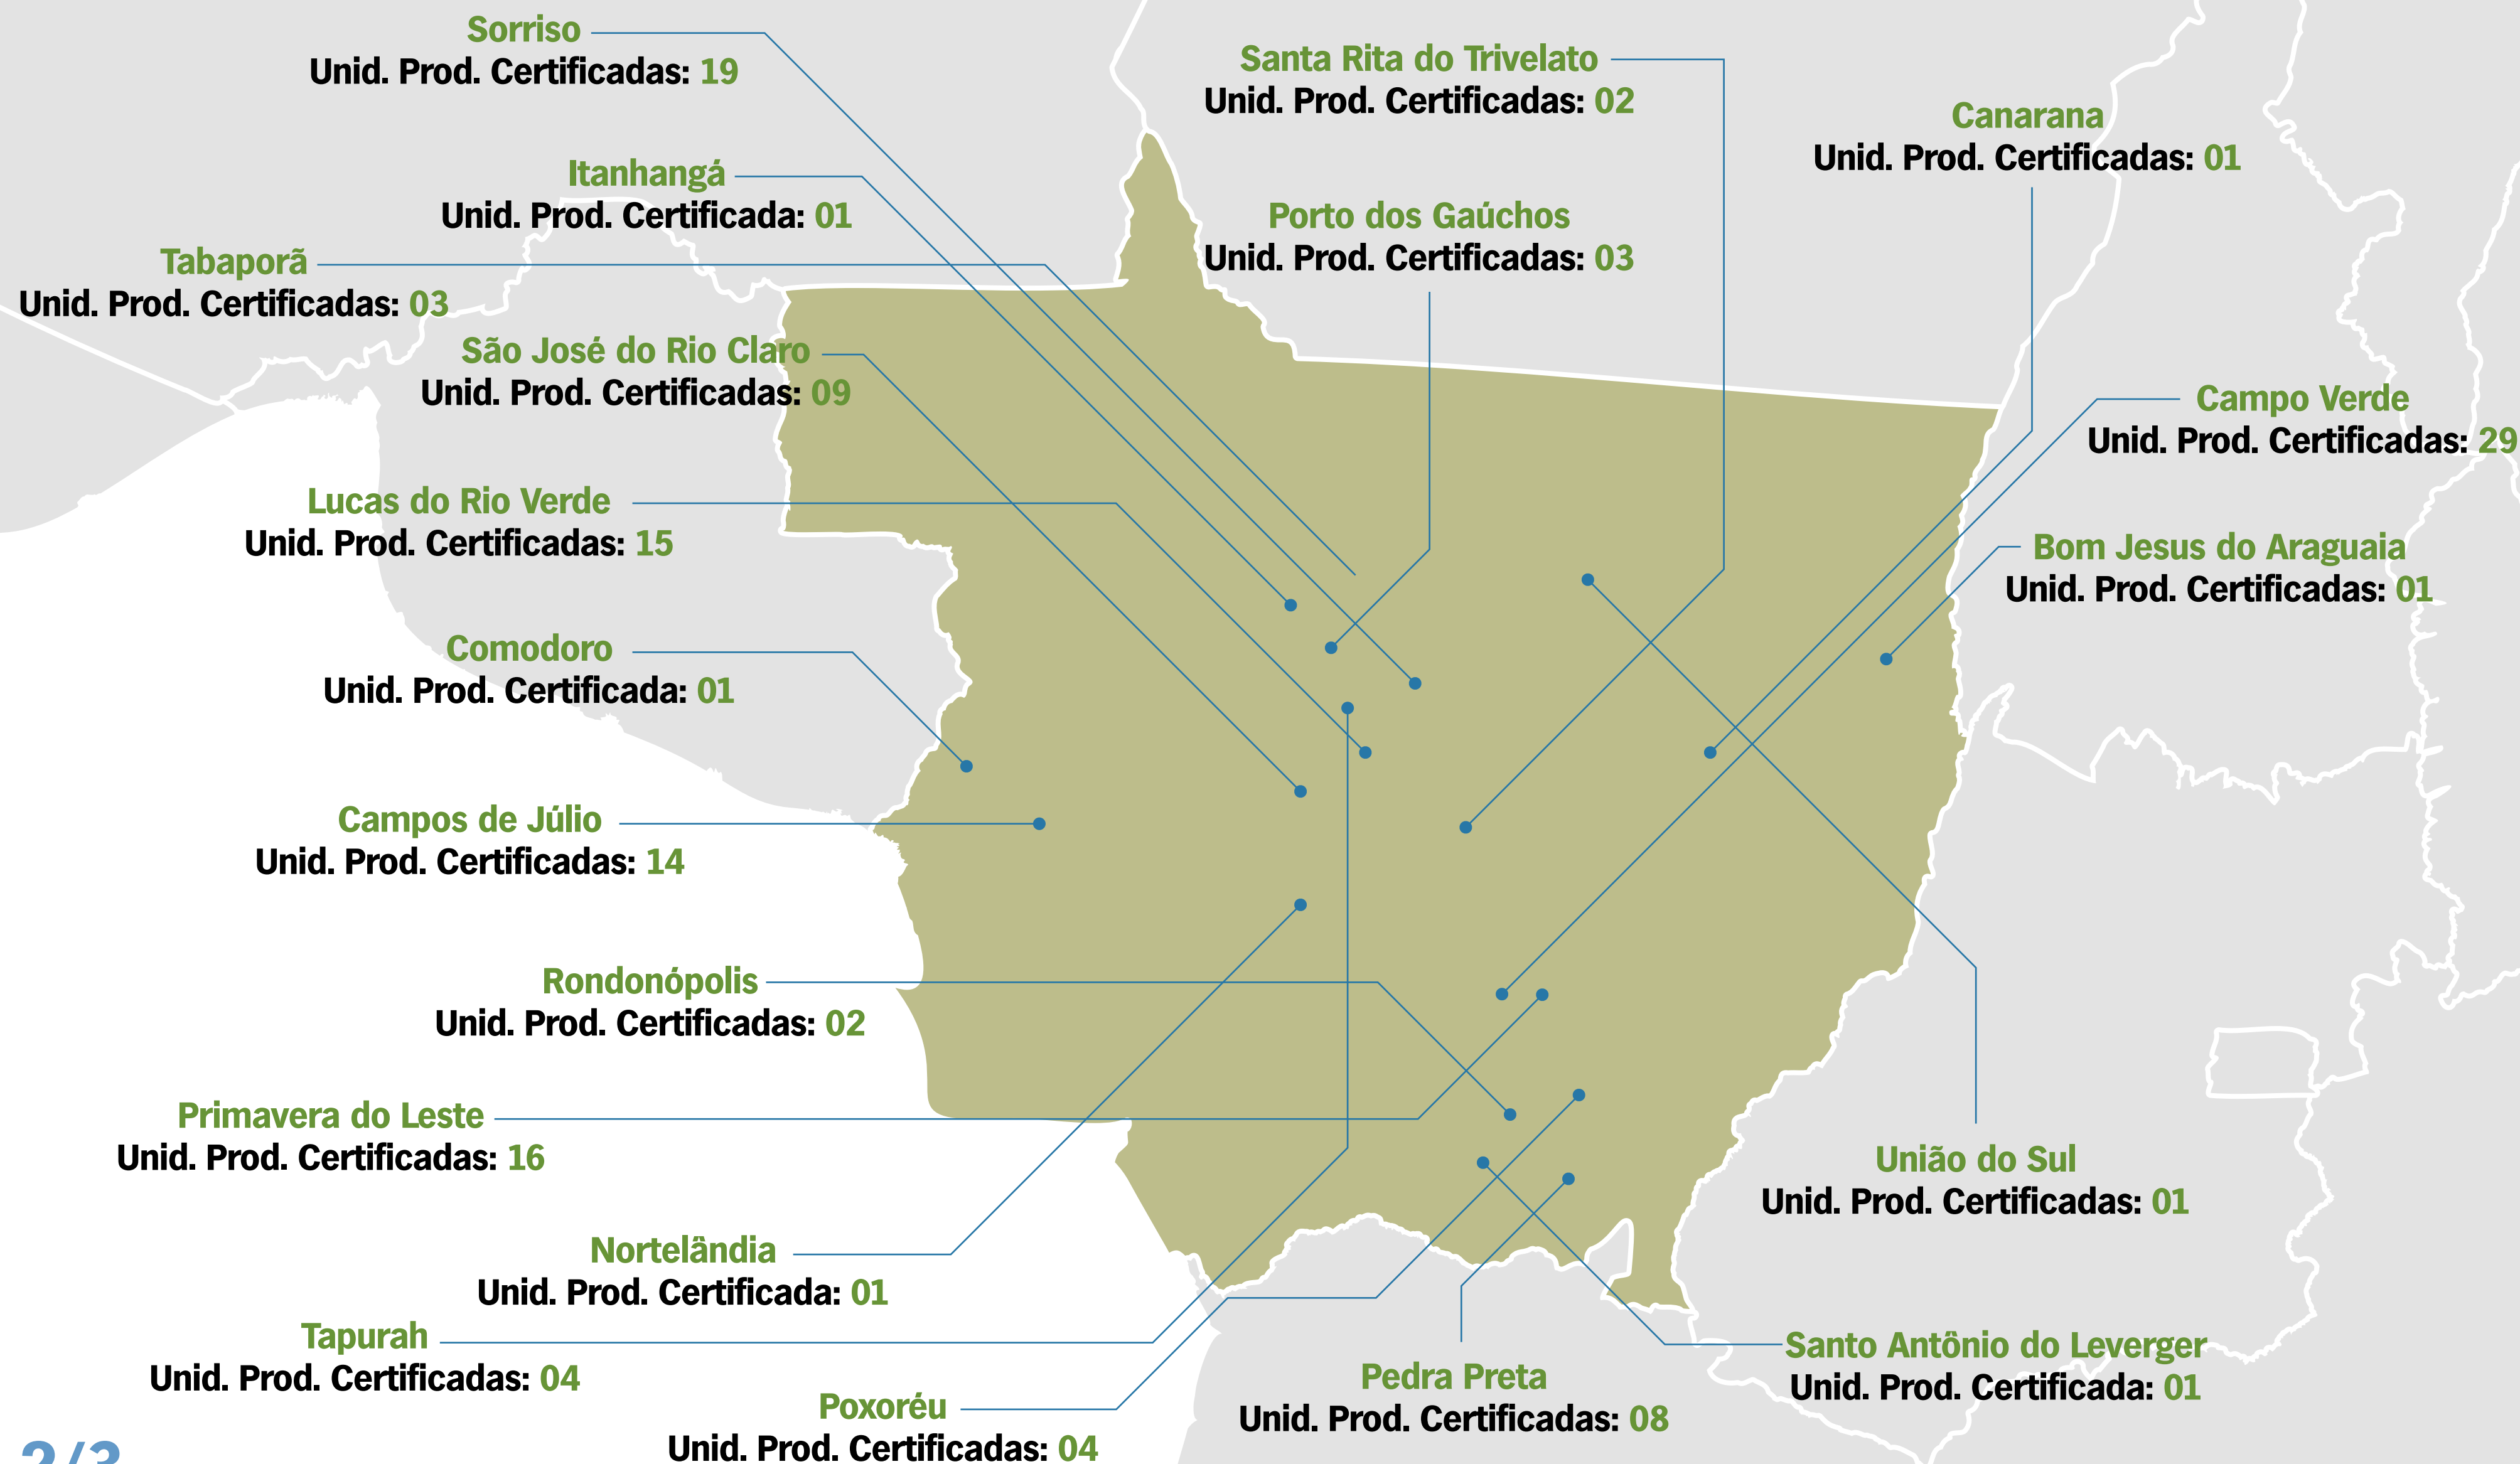 Sorriso
Unid. Prod. Certificadas: 19
Santa Rita do Trivelato
Unid. Prod. Certificadas: 02
Canarana
Unid. Prod. Certificadas: 01
Itanhangá
Unid. Prod. Certificada: 01
Porto dos Gaúchos
Unid. Prod. Certificadas: 03
Tabaporã
Unid. Prod. Certificadas: 03
São José do Rio Claro
Unid. Prod. Certificadas: 09
Campo Verde
Unid. Prod. Certificadas: 29
Lucas do Rio Verde
Unid. Prod. Certificadas: 15
Bom Jesus do Araguaia
Unid. Prod. Certificadas: 01
Comodoro
Unid. Prod. Certificada: 01
Campos de Júlio
Unid. Prod. Certificadas: 14
Rondonópolis
Unid. Prod. Certificadas: 02
Primavera do Leste
Unid. Prod. Certificadas: 16
União do Sul
Unid. Prod. Certificadas: 01
Nortelândia
Unid. Prod. Certificada: 01
Tapurah
Unid. Prod. Certificadas: 04
Santo Antônio do Leverger
Unid. Prod. Certificada: 01
Pedra Preta
Unid. Prod. Certificadas: 08
Poxoréu
Unid. Prod. Certificadas: 04
2/3